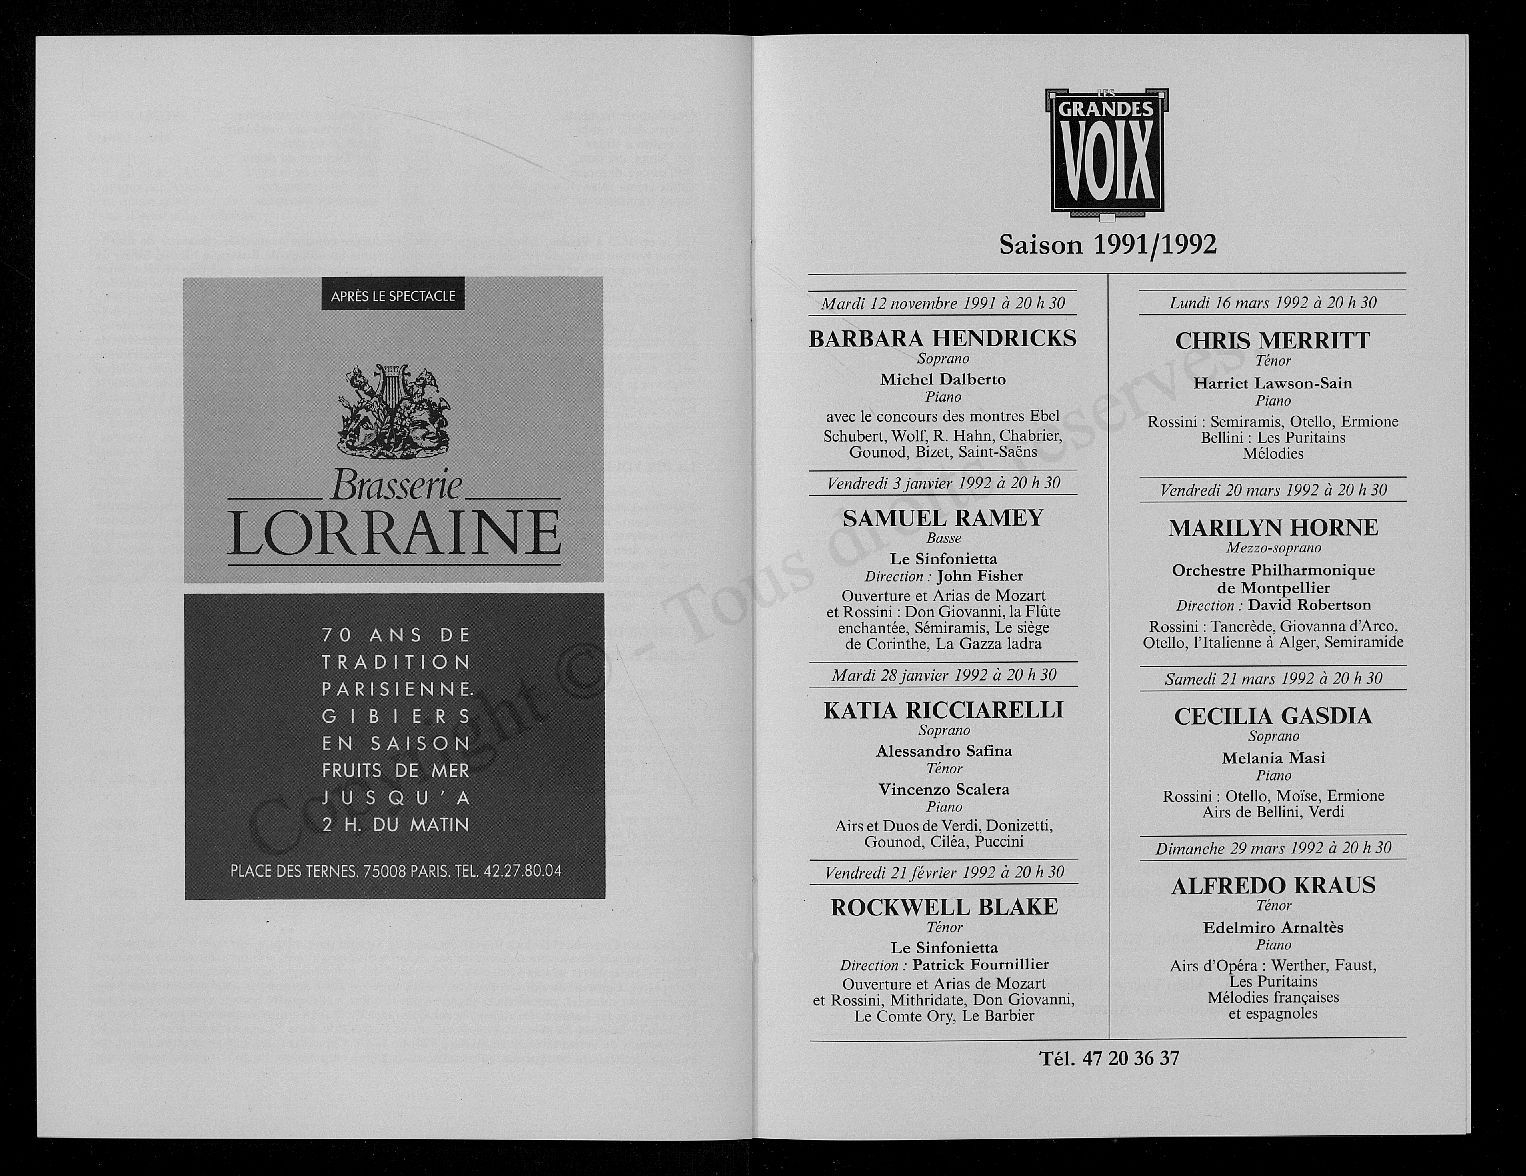 APRÈS LE SPECTACLE
Brasserie
LORRAINE
70 ANS DE
TRADITION
PARISIENNE.
GIBIERS
EN SAISON
FRUITS DE MER
JUSQU'A
2 H. DU MATIN
PLACE DES TERNES. 75008 PARIS. TEL. 42.27.80.04
LES
GRANDES
VOIX
Saison 1991/1992
Mardi 12 novembre 1991 à 20 h 30
BARBARA HENDRICKS
Soprano
Michel Dalberto
Piano
avec le concours des montres Ebel
Schubert, Wolf, R. Hahn, Chabrier,
Gounod, Bizet, Saint-Saëns
Vendredi 3 janvier 1992 à 20 h 30
SAMUEL RAMEY
Basse
Le Sinfonietta
Direction : John Fisher
Ouverture et Arias de Mozart
et Rossini : Don Giovanni, la Flûte
enchantée, Sémiramis, Le siège
de Corinthe, La Gazza ladra
Mardi 28 janvier 1992 à 20 h 30
KATIA RICCIARELLI
Soprano
Alessandro Safina
Ténor
Vincenzo Scalera
Piano
Airs et Duos de Verdi, Donizetti,
Gounod, Ciléa, Puccini
Vendredi 21 février 1992 à 20 h 30
ROCKWELL BLAKE
Ténor
Le Sinfonietta
Direction : Patrick Fournillier
Ouverture et Arias de Mozart
et Rossini, Mithridate, Don Giovanni,
Le Comte Ory, Le Barbier
Lundi 16 mars 1992 à 20 h 30
CHRIS MERRITT
Ténor
Harriet Lawson-Sain
Piano
Rossini : Semiramis, Otello, Ermione
Bellini : Les Puritains
Mélodies
Vendredi 20 mars 1992 à 20 h 30
MARILYN HORNE
Mezzo-soprano
Orchestre Philharmonique
de Montpellier
Direction : David Robertson
Rossini : Tancrède, Giovanna d'Arco,
Otello, l'Italienne à Alger, Semiramide
Samedi 21 mars 1992 à 20 h 30
CECILIA GASDIA
Soprano
Melania Masi
Piano
Rossini : Otello, Moïse, Ermione
Airs de Bellini, Verdi
Dimanche 29 mars 1992 à 20 h 30
ALFREDO KRAUS
Ténor
Edelmiro Arnaltès
Piano
Airs d'Opéra : Werther, Faust,
Les Puritains
Mélodies françaises
et espagnoles
Tél. 47 20 36 37
Copyright © - Tous droits réservés